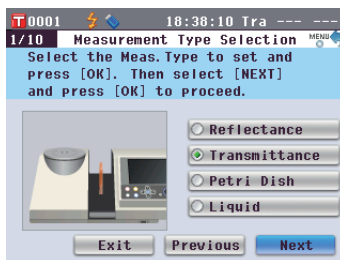 T 0001 18:38:10 Tra --- ---
1/10 Measurement Type Selection MENU
Select the Meas.Type to set and
press [OK]. Then select [NEXT]
and press [OK] to proceed.
Reflectance
Transmittance
Petri Dish
Liquid
Exit Previous Next